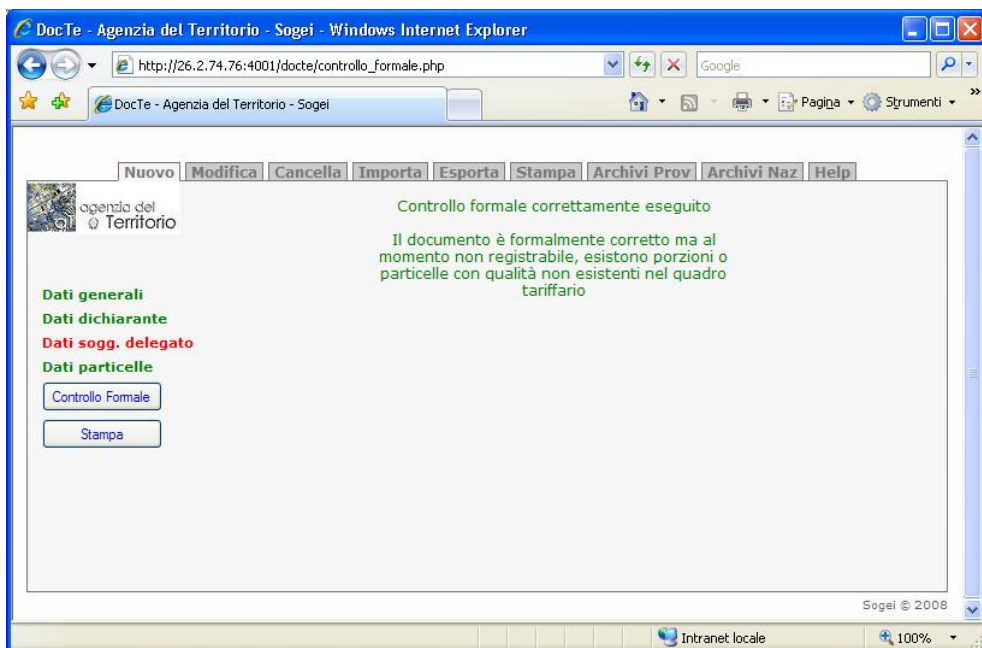 DocTe - Agenzia del Territorio - Sogei - Windows Internet Explorer
http://26.2.74.76:4001/docte/controllo_formale.php
Google
DocTe - Agenzia del Territorio - Sogei
Pagina
Strumenti
»
Nuovo Modifica Cancella Importa Esporta Stampa Archivi Prov Archivi Naz Help
agenzia del
Territorio
Controllo formale correttamente eseguito
Il documento è formalmente corretto ma al
momento non registrabile, esistono porzioni o
particelle con qualità non esistenti nel quadro
tariffario
Dati generali
Dati dichiarante
Dati sogg. delegato
Dati particelle
Controllo Formale
Stampa
Sogei © 2008
Intranet locale
100%